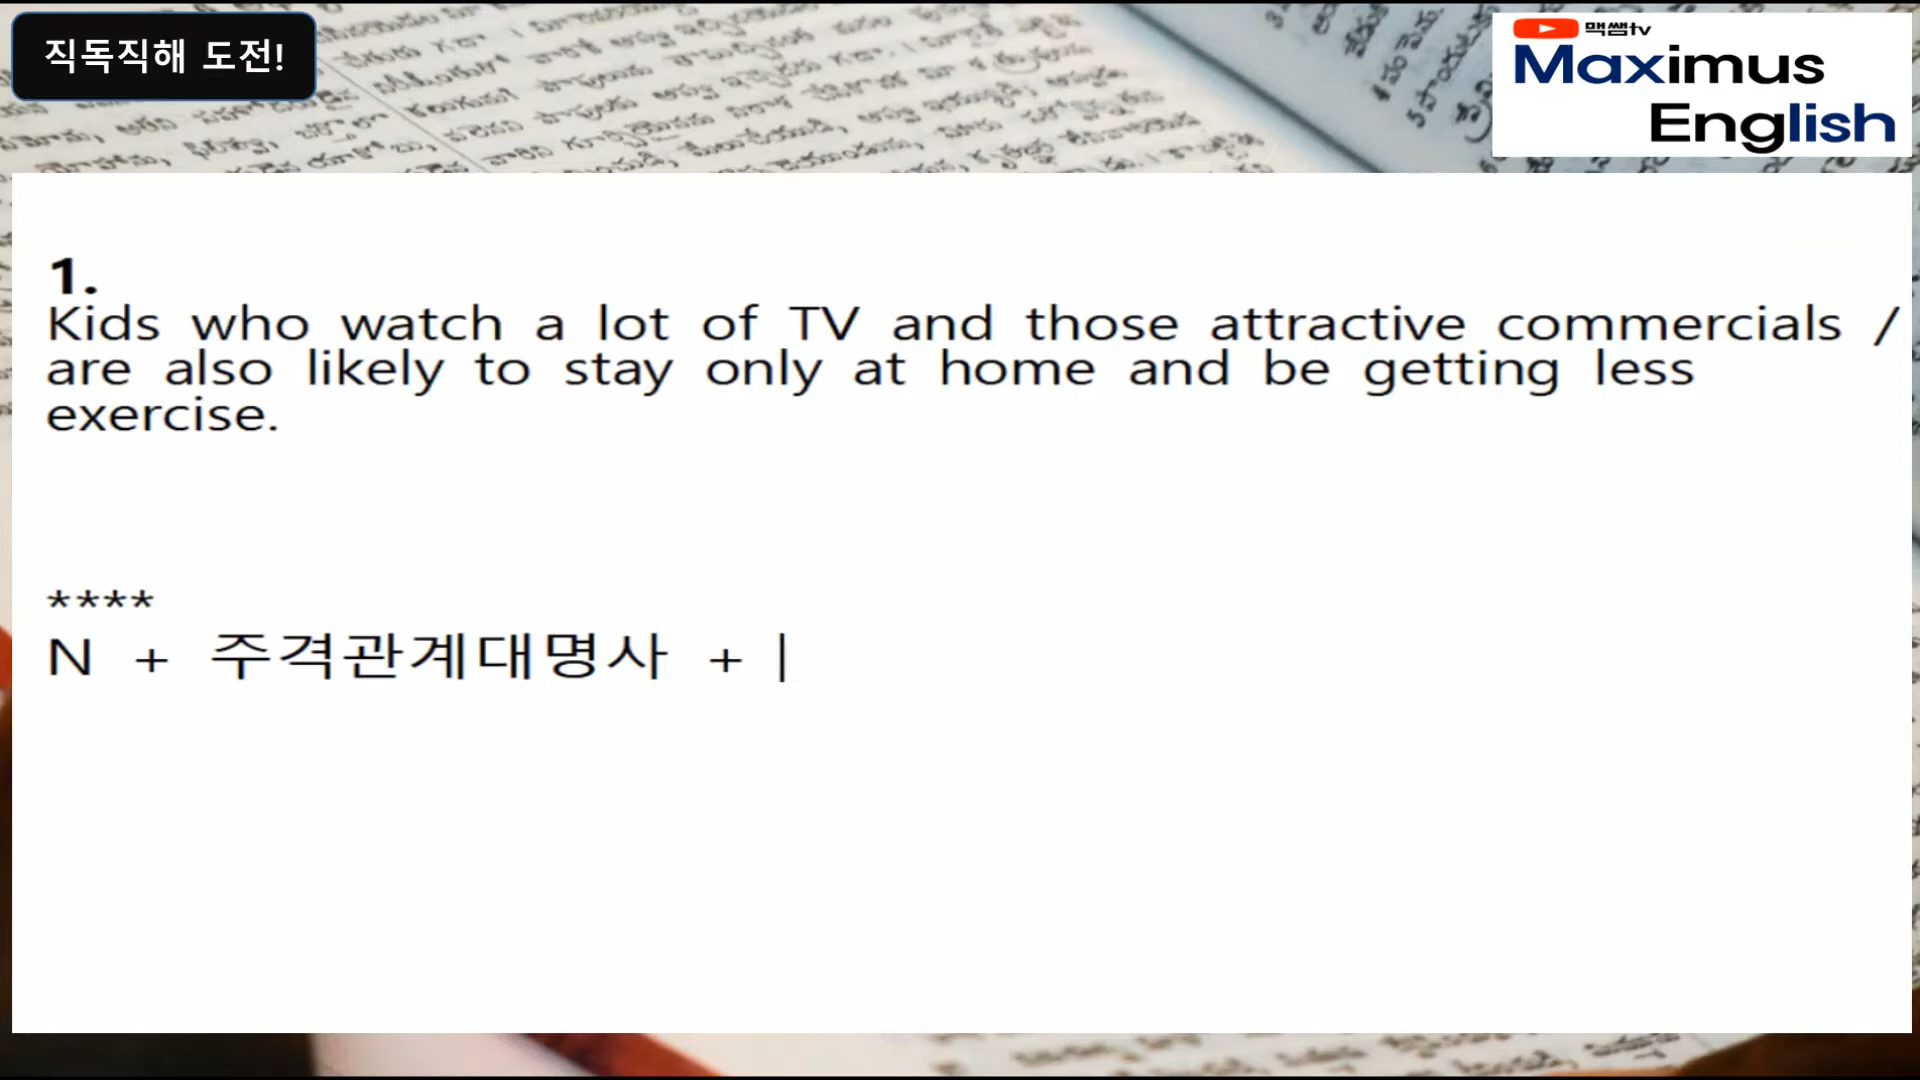 직독직해 도전!
맥쌤tv
Maximus
English
1.
Kids who watch a lot of TV and those attractive commercials /
are also likely to stay only at home and be getting less
exercise.
****
N + 주격관계대명사 +